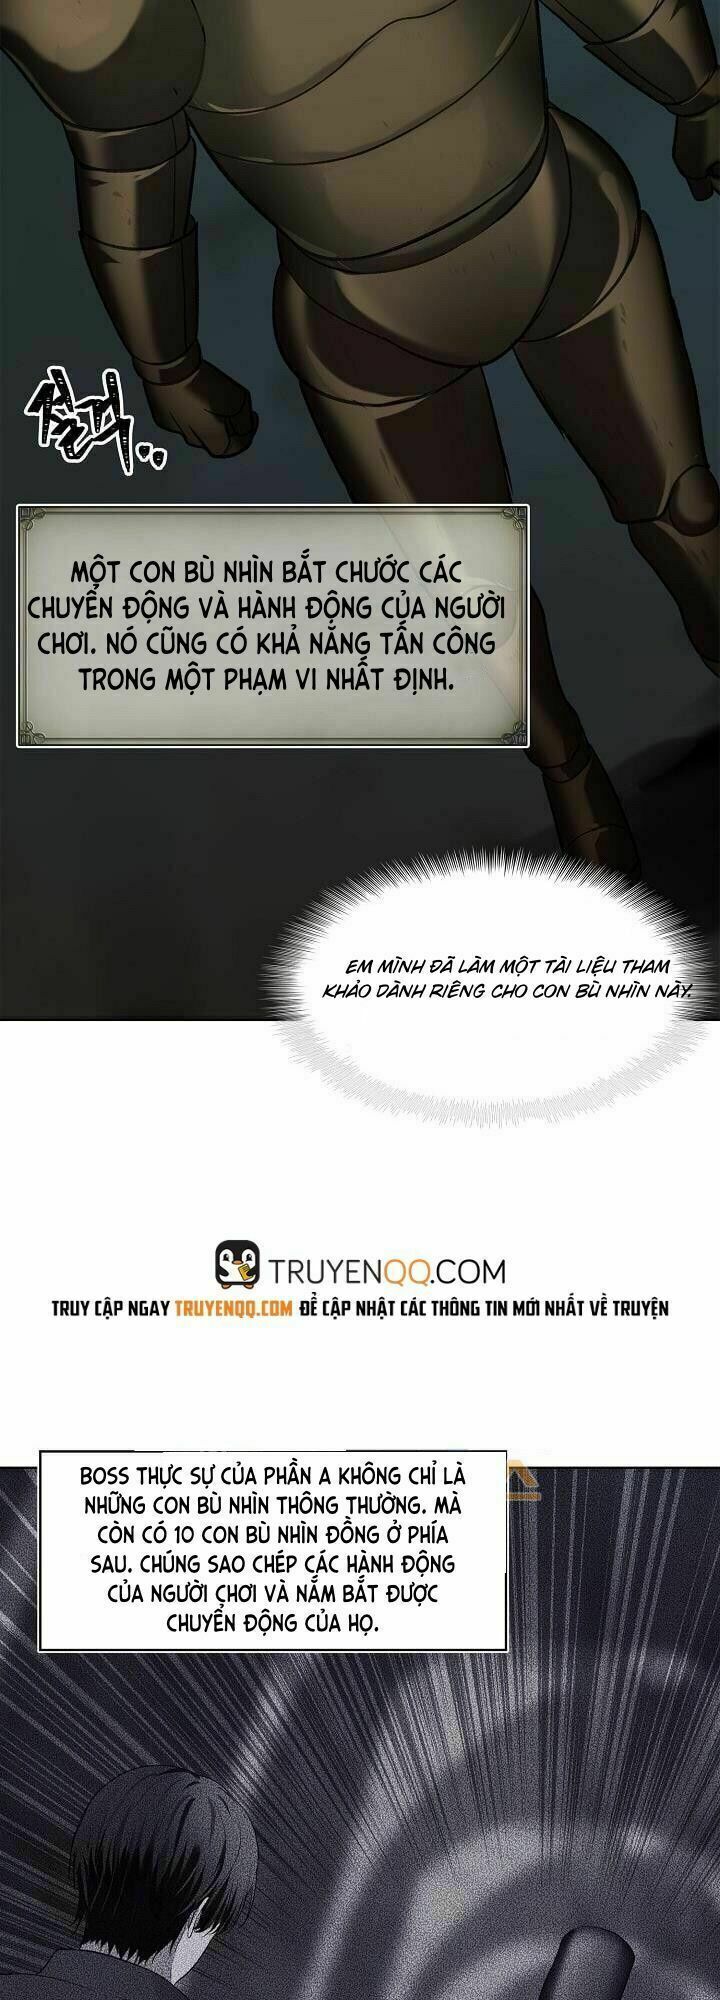 MỘT CON BÙ NHÌN BẮT CHƯỚC CÁC
CHUYỂN ĐỘNG VÀ HÀNH ĐỘNG CỦA NGƯỜI
CHƠI. NÓ CŨNG CÓ KHẢ NĂNG TẤN CÔNG
TRONG MỘT PHẠM VI NHẤT ĐỊNH.
EM MÌNH ĐÃ LÀM MỘT TÀI LIỆU THAM
KHẢO DÀNH RIÊNG CHO CON BÙ NHÌN NÀY.
TRUYENQQ.COM
TRUY CẬP NGAY TRUYENQQ.COM ĐỂ CẬP NHẬT CÁC THÔNG TIN MỚI NHẤT VỀ TRUYỆN
BOSS THỰC SỰ CỦA PHẦN A KHÔNG CHỈ LÀ
NHỮNG CON BÙ NHÌN THÔNG THƯỜNG. MÀ
CÒN CÓ 10 CON BÙ NHÌN ĐỒNG Ở PHÍA
SAU. CHÚNG SAO CHÉP CÁC HÀNH ĐỘNG
CỦA NGƯỜI CHƠI VÀ NẮM BẮT ĐƯỢC
CHUYỂN ĐỘNG CỦA HỌ.